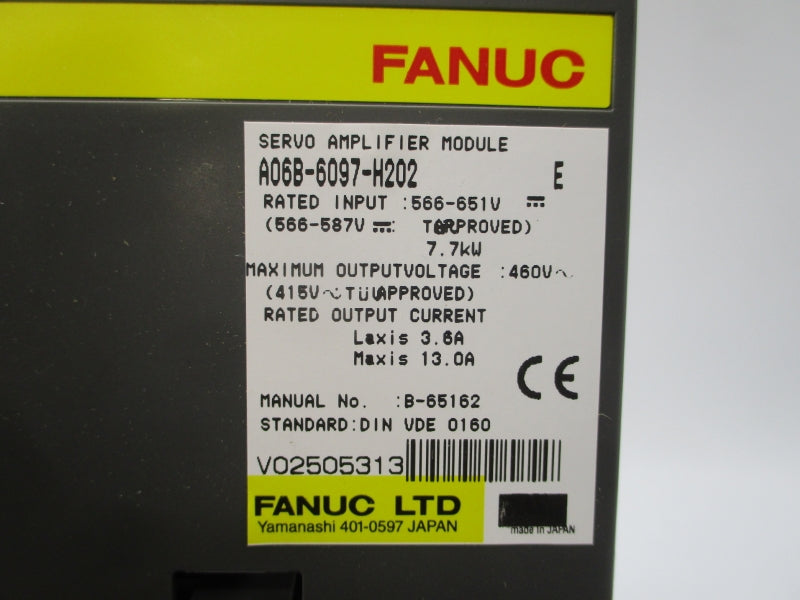 FANUC
SERVO AMPLIFIER MODULE
A06B-6097-H202 E
RATED INPUT :566-651V ⎓
(566-587V ⎓: APPROVED)
7.7kW
MAXIMUM OUTPUTVOLTAGE :460V~
(415V~ TÜV APPROVED)
RATED OUTPUT CURRENT
Laxis 3.6A
Maxis 13.0A
CE
MANUAL No. :B-65162
STANDARD:DIN VDE 0160
V02505313
FANUC LTD
Yamanashi 401-0597 JAPAN
made in JAPAN